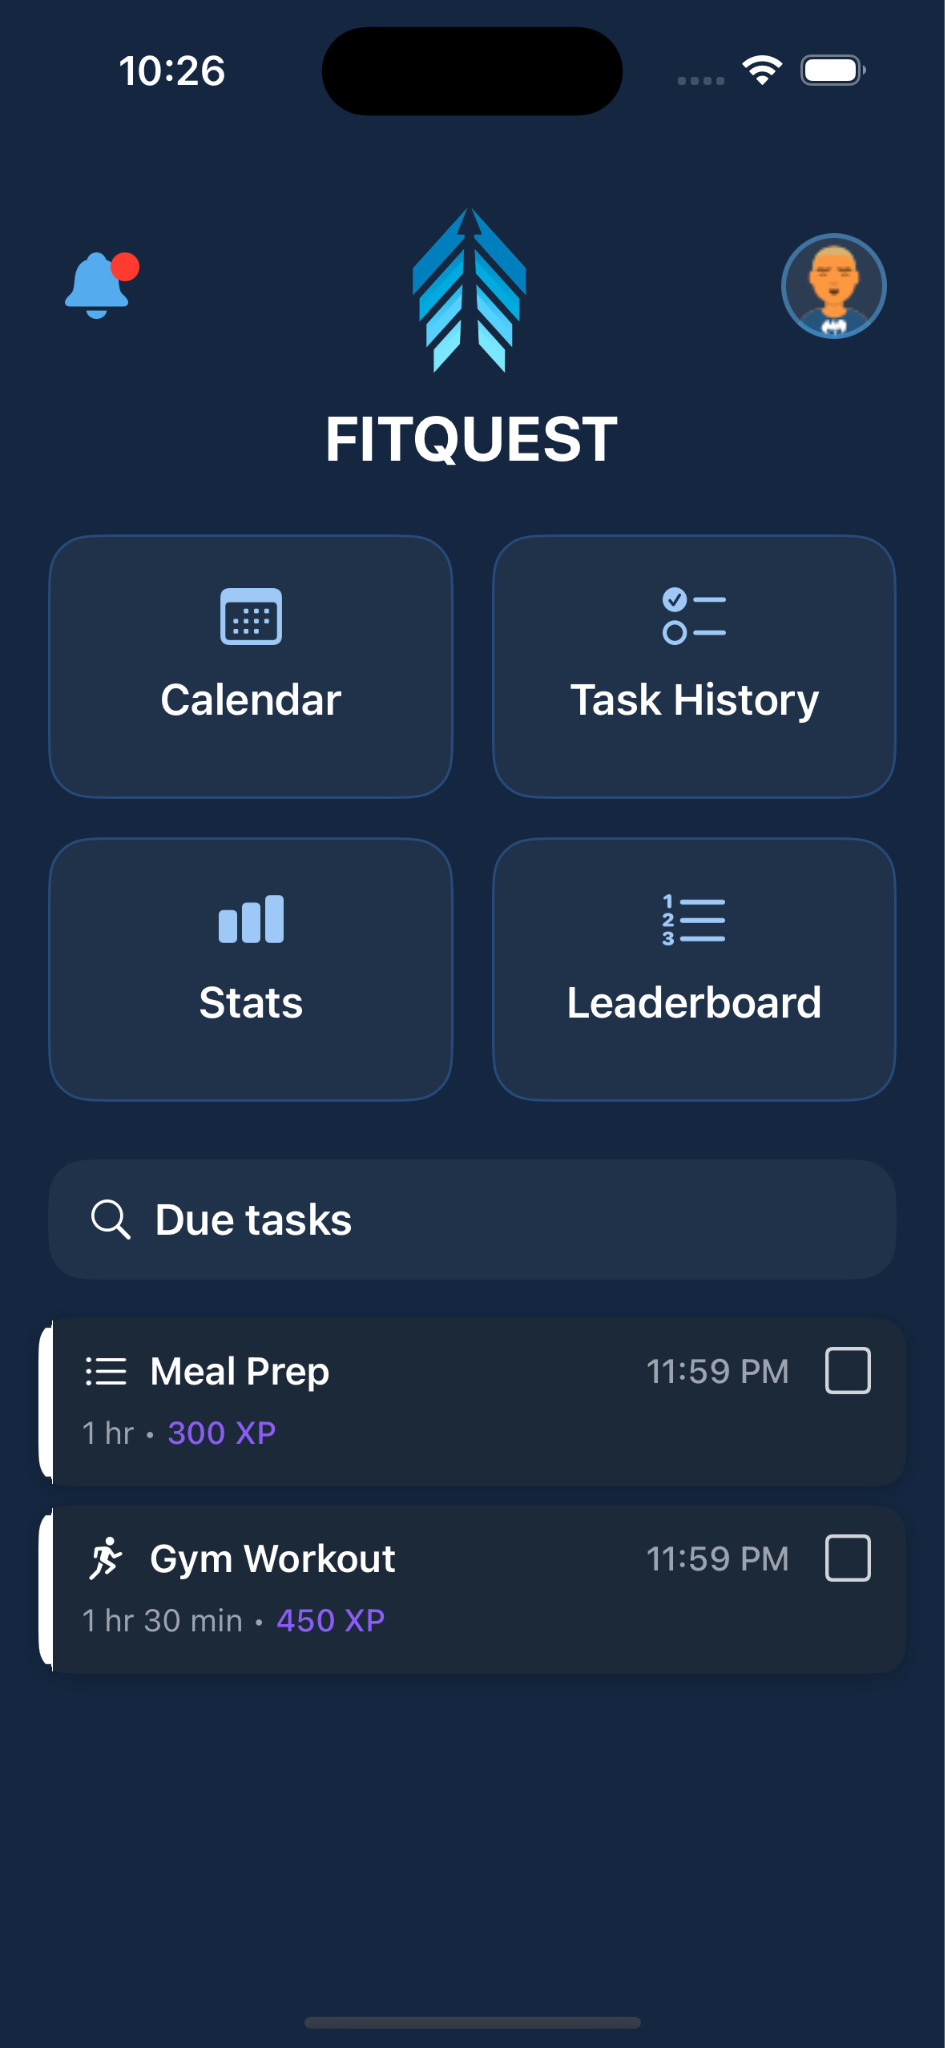 10:26
FITQUEST
Calendar
Task History
Stats
Leaderboard
Due tasks
Meal Prep 11:59 PM
1 hr • 300 XP
Gym Workout 11:59 PM
1 hr 30 min • 450 XP